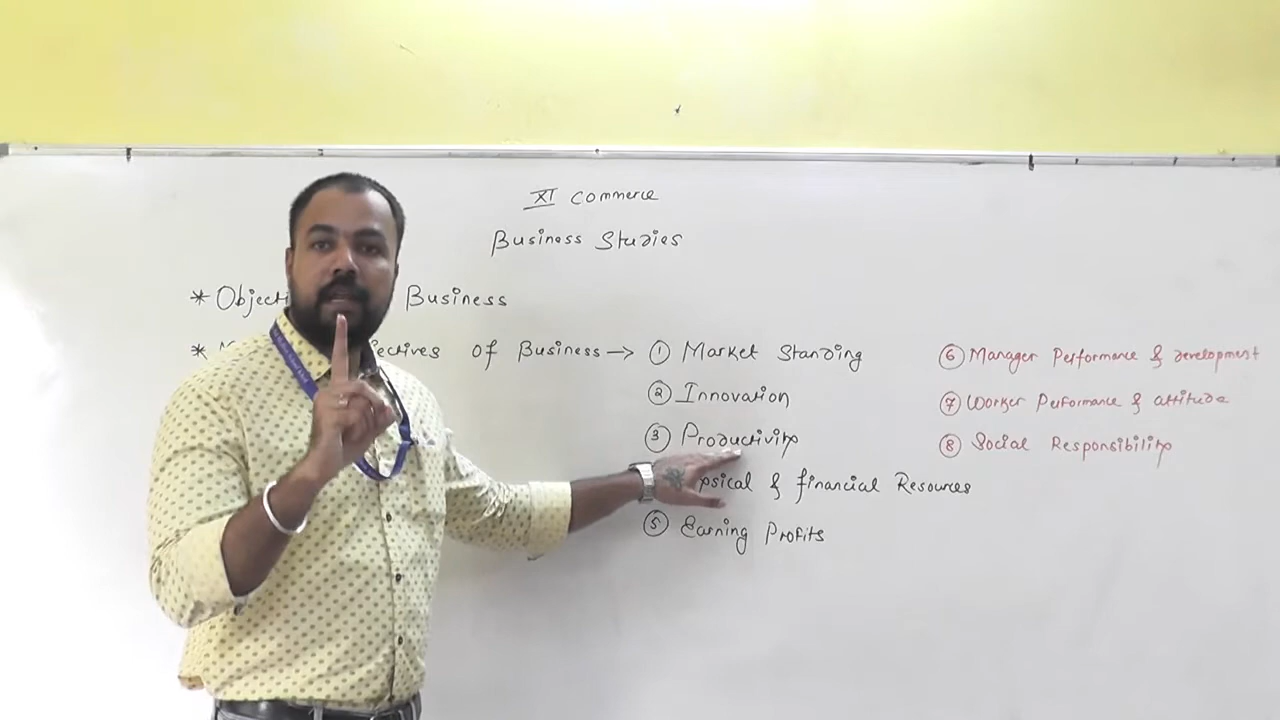 XI Commerce
Business Studies
* Objecti Business
* ectives of Business → ① Market Standing
② Innovation
③ Productivity
psical & financial Resources
⑤ Earning Profits
⑥ Manager Performance & development
⑦ Worker Performance & attitude
⑧ Social Responsibility